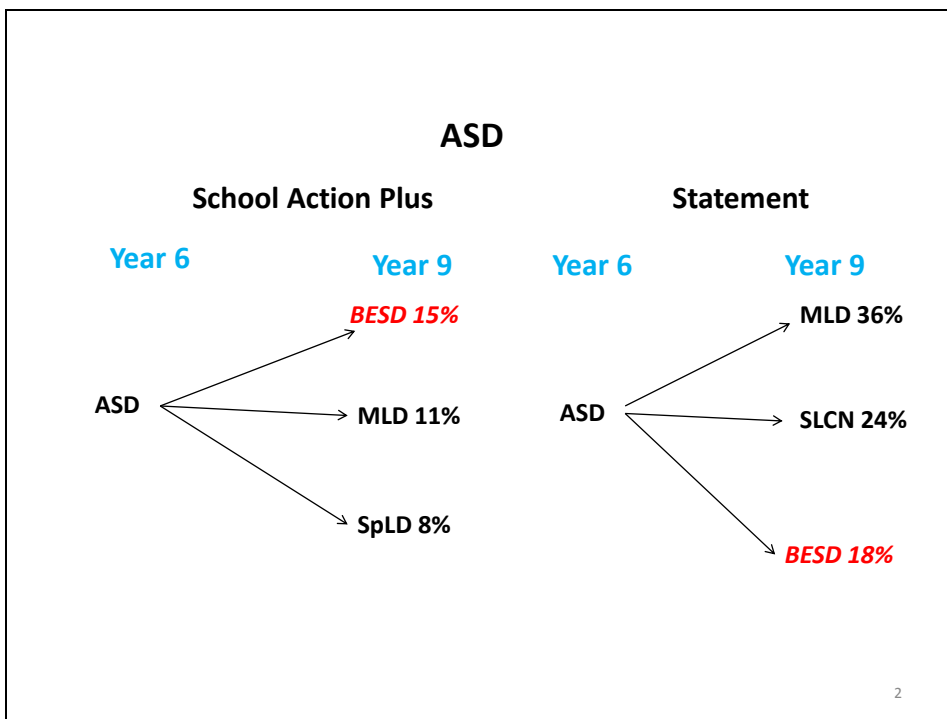 ASD
School Action Plus
Statement
Year 6
Year 9
Year 6
Year 9
BESD 15%
ASD
MLD 11%
SpLD 8%
MLD 36%
ASD
SLCN 24%
BESD 18%
2